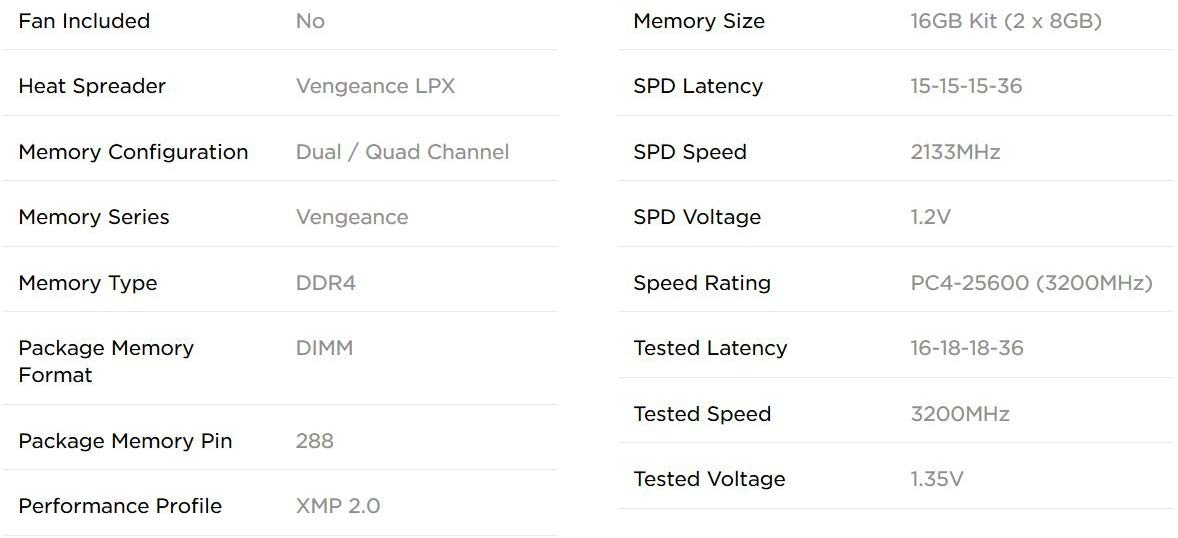 Fan Included No
Heat Spreader Vengeance LPX
Memory Configuration Dual / Quad Channel
Memory Series Vengeance
Memory Type DDR4
Package Memory DIMM
Format
Package Memory Pin 288
Performance Profile XMP 2.0
Memory Size 16GB Kit (2 x 8GB)
SPD Latency 15-15-15-36
SPD Speed 2133MHz
SPD Voltage 1.2V
Speed Rating PC4-25600 (3200MHz)
Tested Latency 16-18-18-36
Tested Speed 3200MHz
Tested Voltage 1.35V